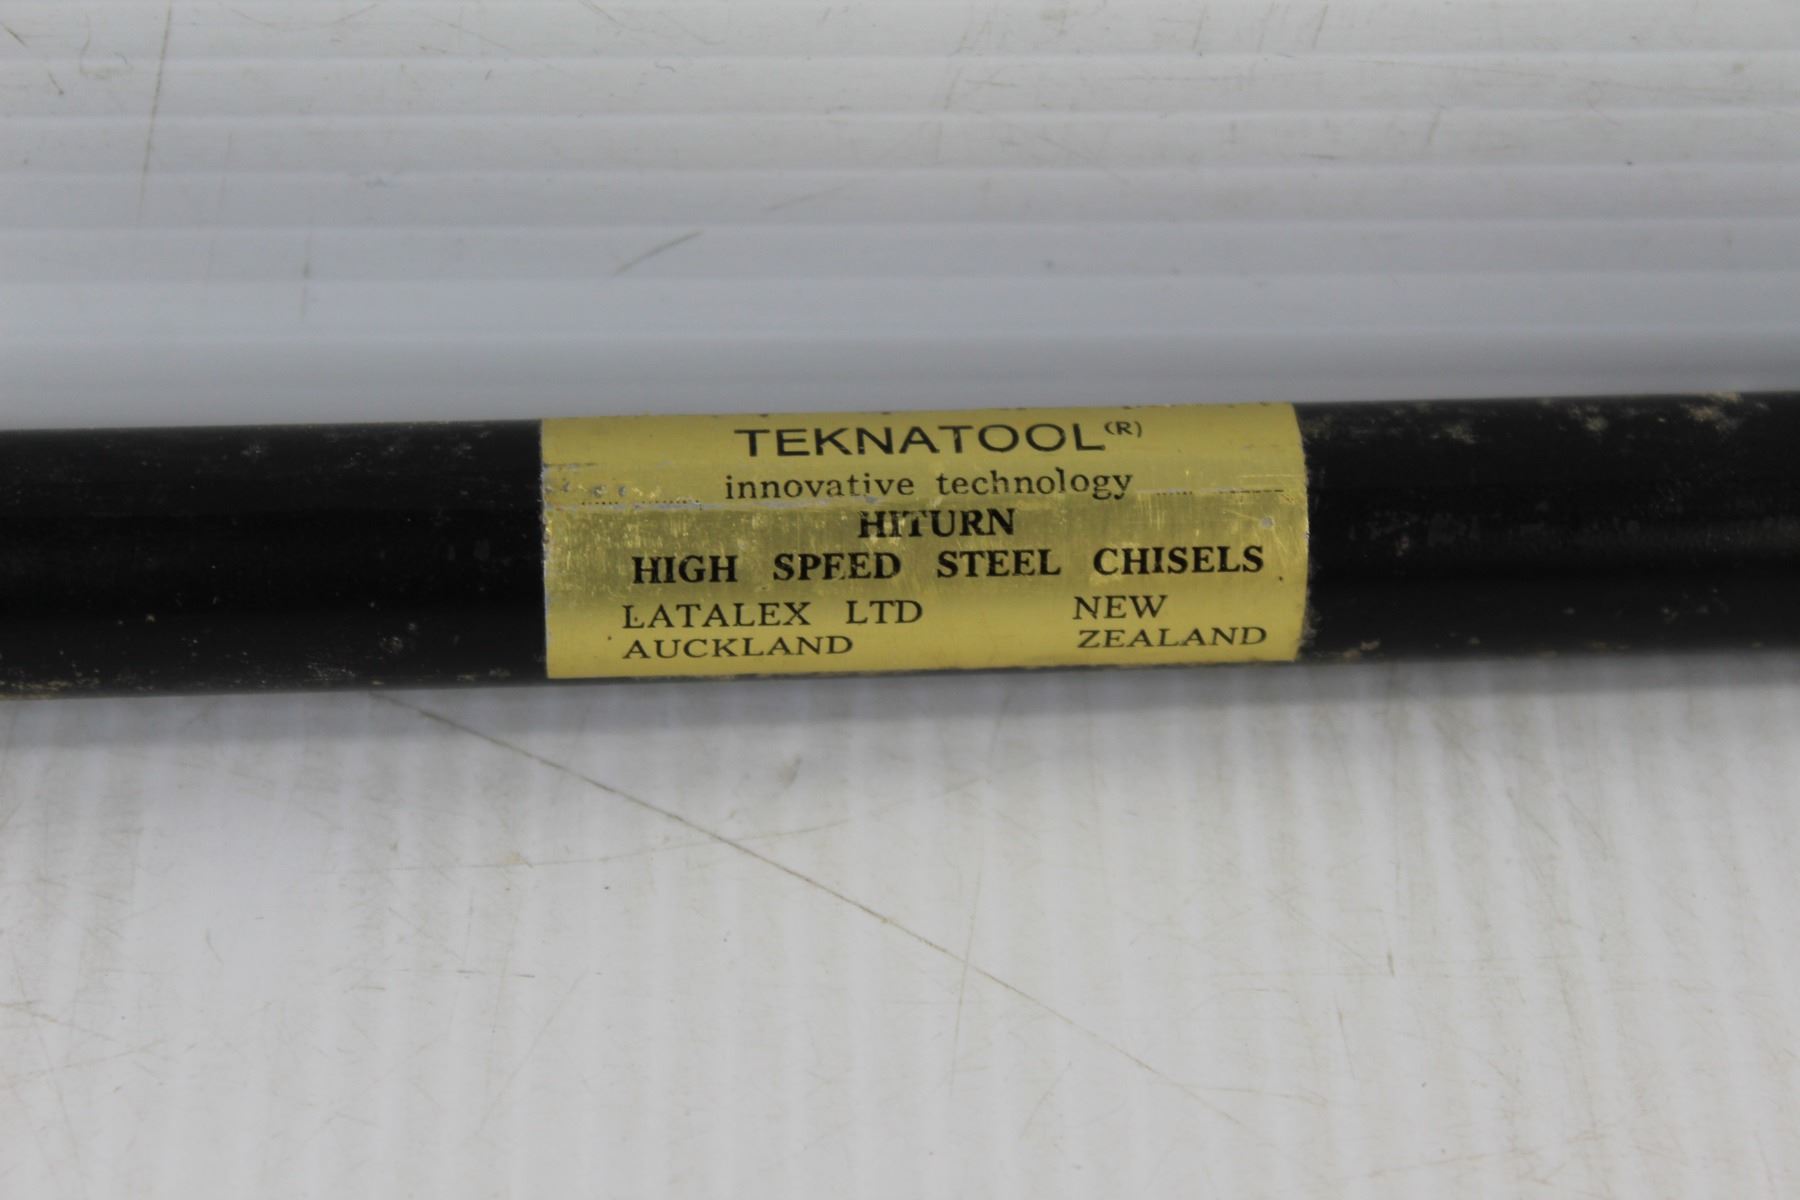 TEKNATOOL(R)
innovative technology
HITURN
HIGH SPEED STEEL CHISELS
LATALEX LTD NEW
AUCKLAND ZEALAND